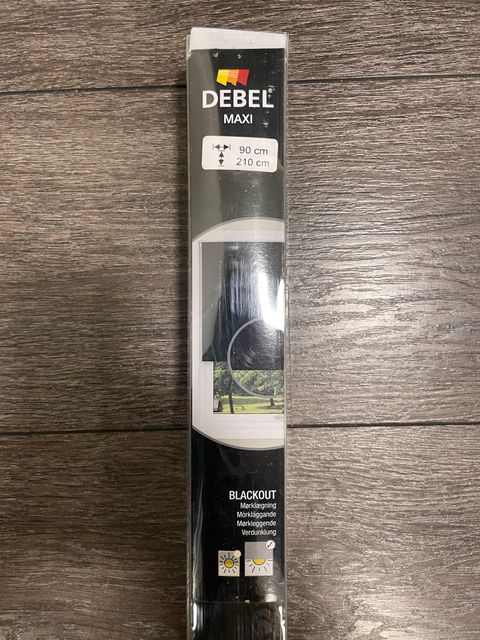 DEBEL®
MAXI
90 cm
210 cm
BLACKOUT
Mørklægning
Mörkläggande
Mørkleggende
Verdunklung